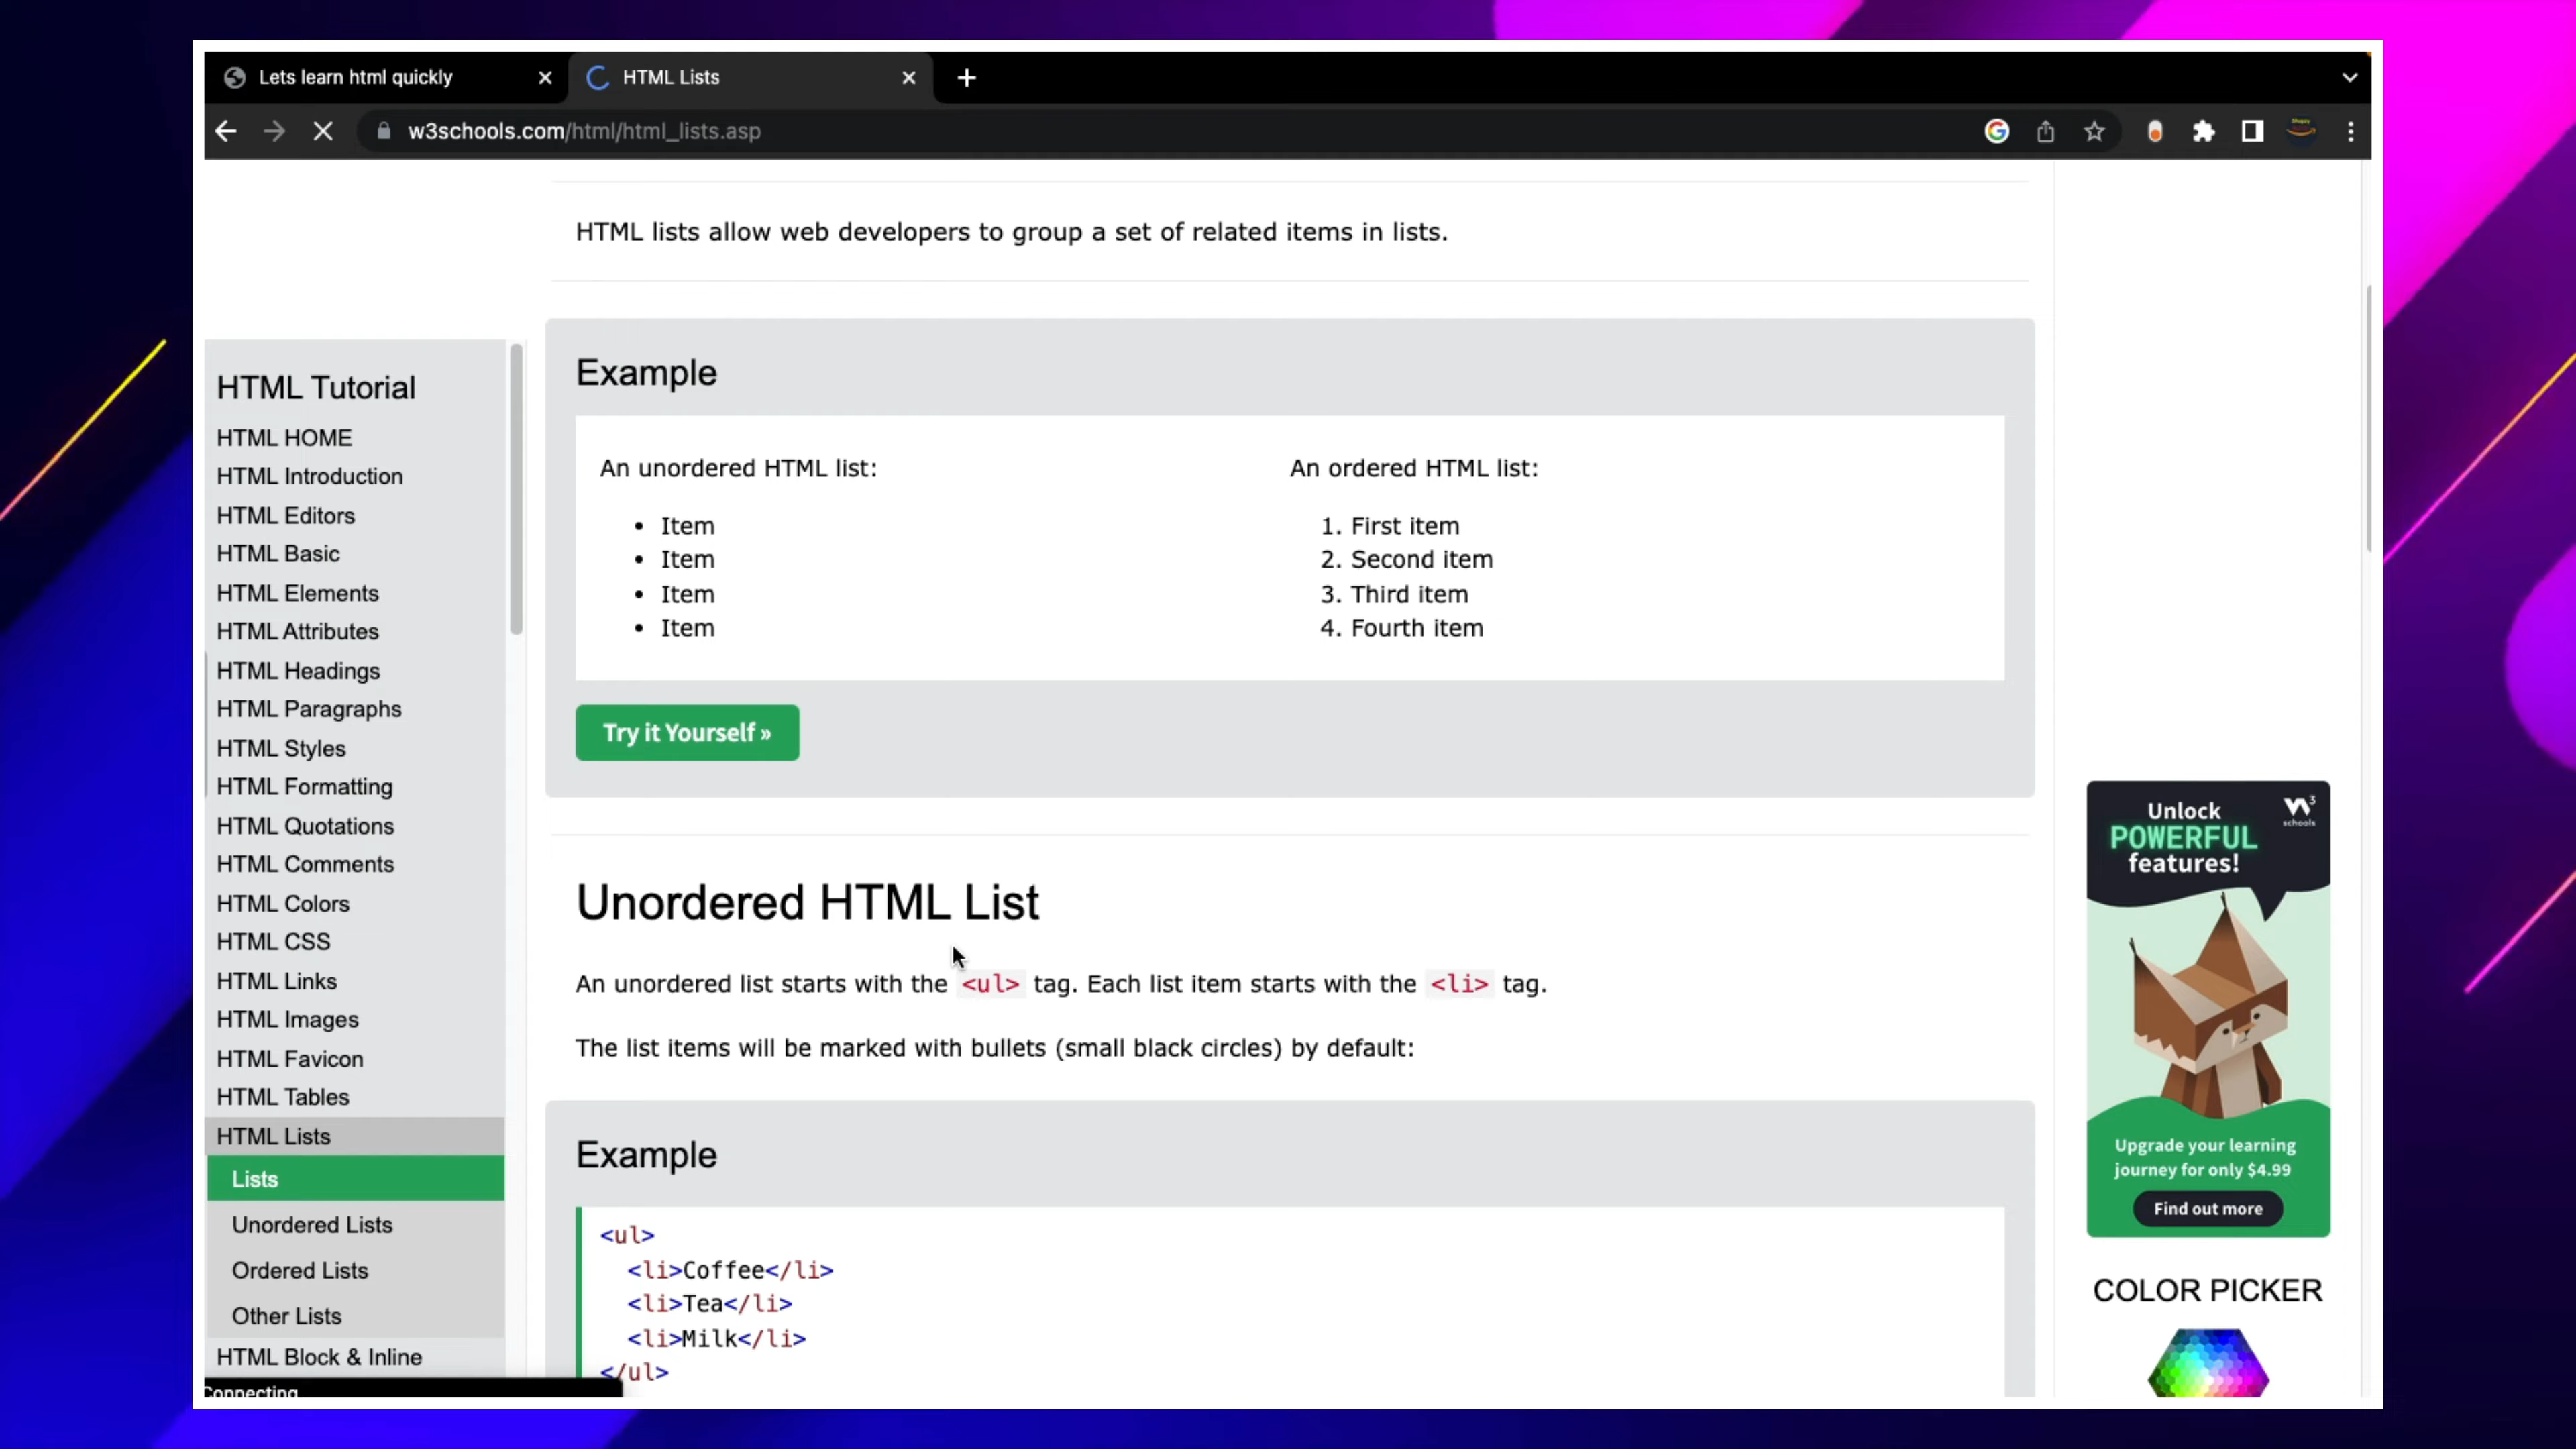 Lets learn html quickly
HTML Lists
w3schools.com/html/html_lists.asp
HTML lists allow web developers to group a set of related items in lists.
Example
An unordered HTML list:
• Item
• Item
• Item
• Item
An ordered HTML list:
1. First item
2. Second item
3. Third item
4. Fourth item
Try it Yourself »
Unordered HTML List
An unordered list starts with the <ul> tag. Each list item starts with the <li> tag.
The list items will be marked with bullets (small black circles) by default:
Example
<ul>
<li>Coffee</li>
<li>Tea</li>
<li>Milk</li>
</ul>
HTML Tutorial
HTML HOME
HTML Introduction
HTML Editors
HTML Basic
HTML Elements
HTML Attributes
HTML Headings
HTML Paragraphs
HTML Styles
HTML Formatting
HTML Quotations
HTML Comments
HTML Colors
HTML CSS
HTML Links
HTML Images
HTML Favicon
HTML Tables
HTML Lists
Lists
Unordered Lists
Ordered Lists
Other Lists
HTML Block & Inline
Connecting
Unlock
POWERFUL
features!
W3
schools
Upgrade your learning
journey for only $4.99
Find out more
COLOR PICKER